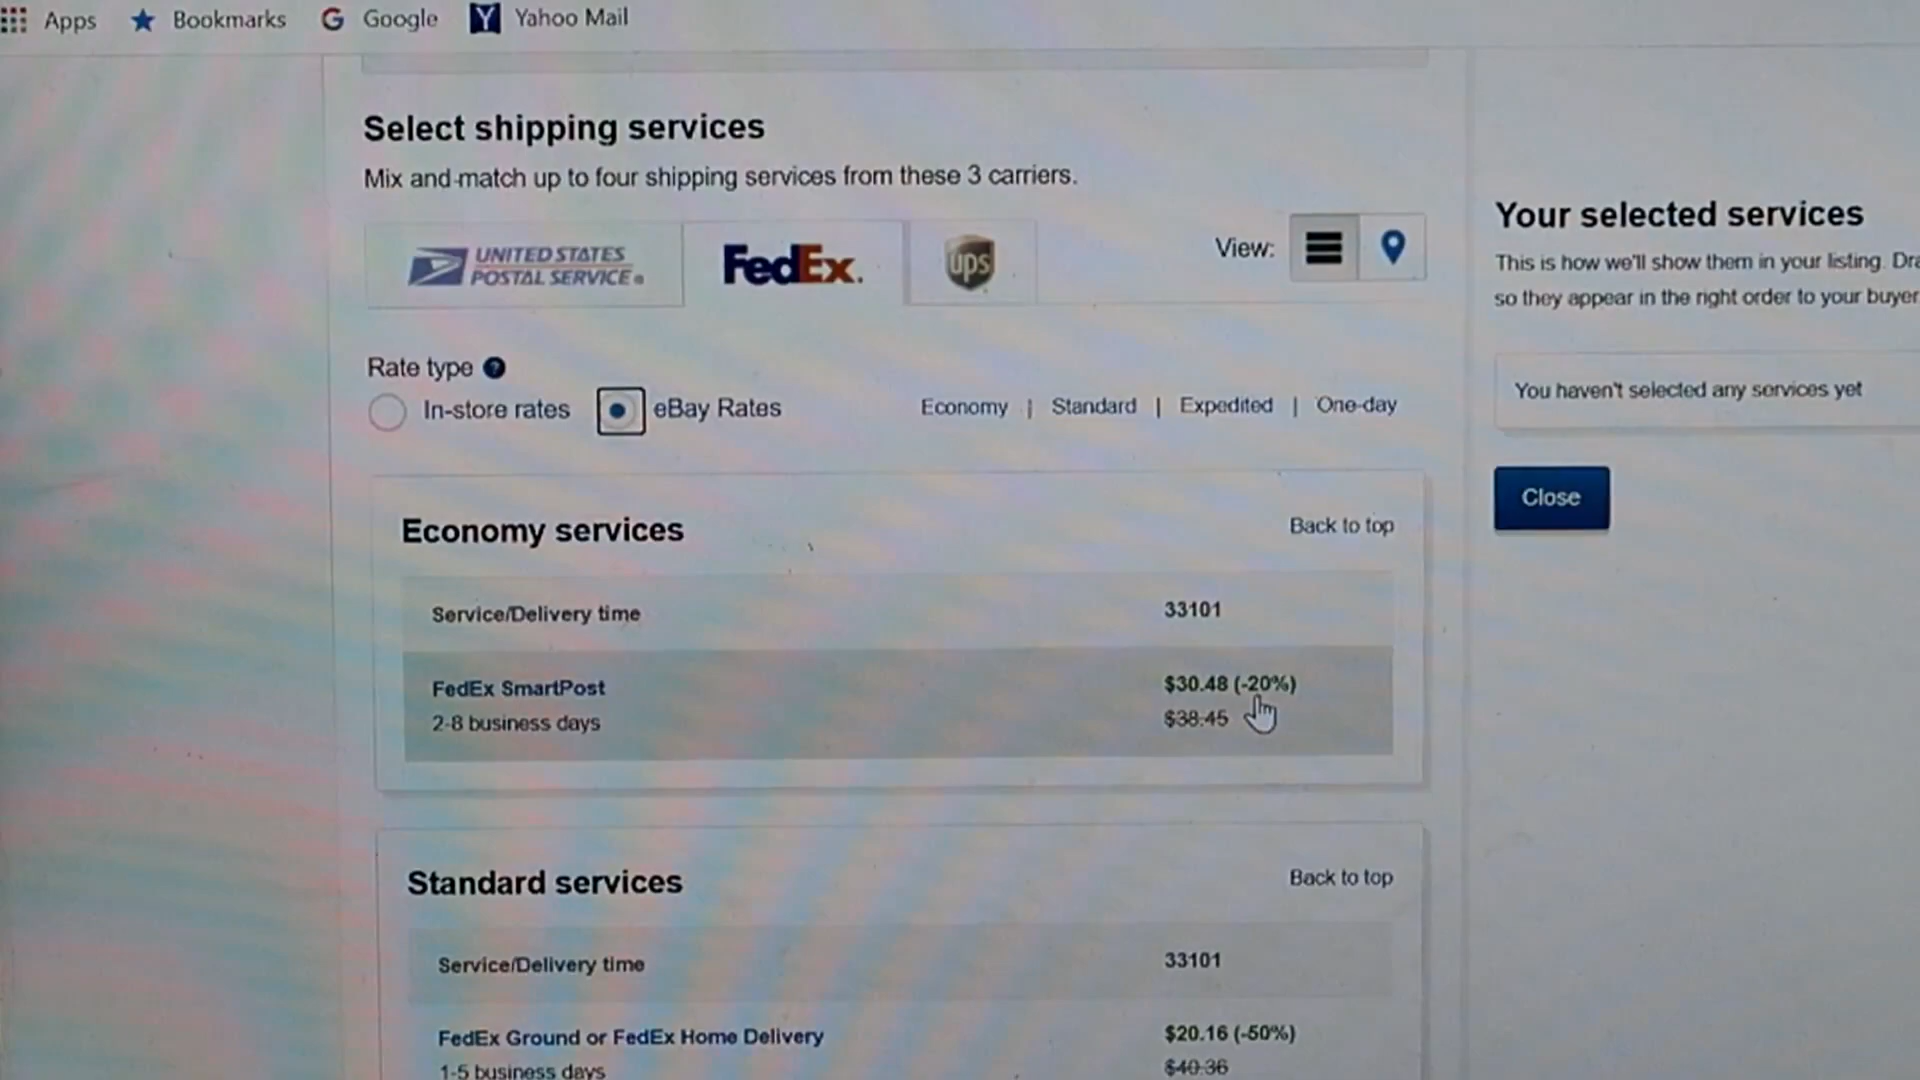 Apps Bookmarks Google Yahoo Mail
Select shipping services
Mix and match up to four shipping services from these 3 carriers.
UNITED STATES
POSTAL SERVICE
FedEx.
ups
View:
Rate type ?
In-store rates eBay Rates
Economy | Standard | Expedited | One-day
Economy services
Back to top
Service/Delivery time 33101
FedEx SmartPost $30.48 (-20%)
2-8 business days $38.45
Standard services
Back to top
Service/Delivery time 33101
FedEx Ground or FedEx Home Delivery $20.16 (-50%)
1-5 business days $40.36
Your selected services
This is how we'll show them in your listing. Dra
so they appear in the right order to your buyer
You haven't selected any services yet
Close